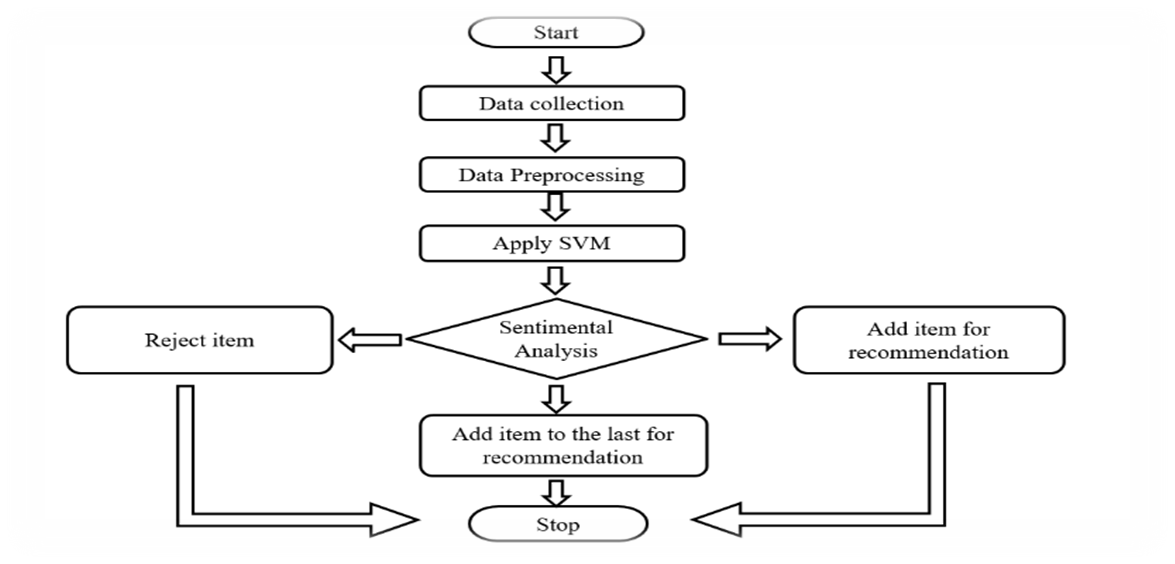 Start
Data collection
Data Preprocessing
Apply SVM
Sentimental
Analysis
Reject item
Add item for
recommendation
Add item to the last for
recommendation
Stop